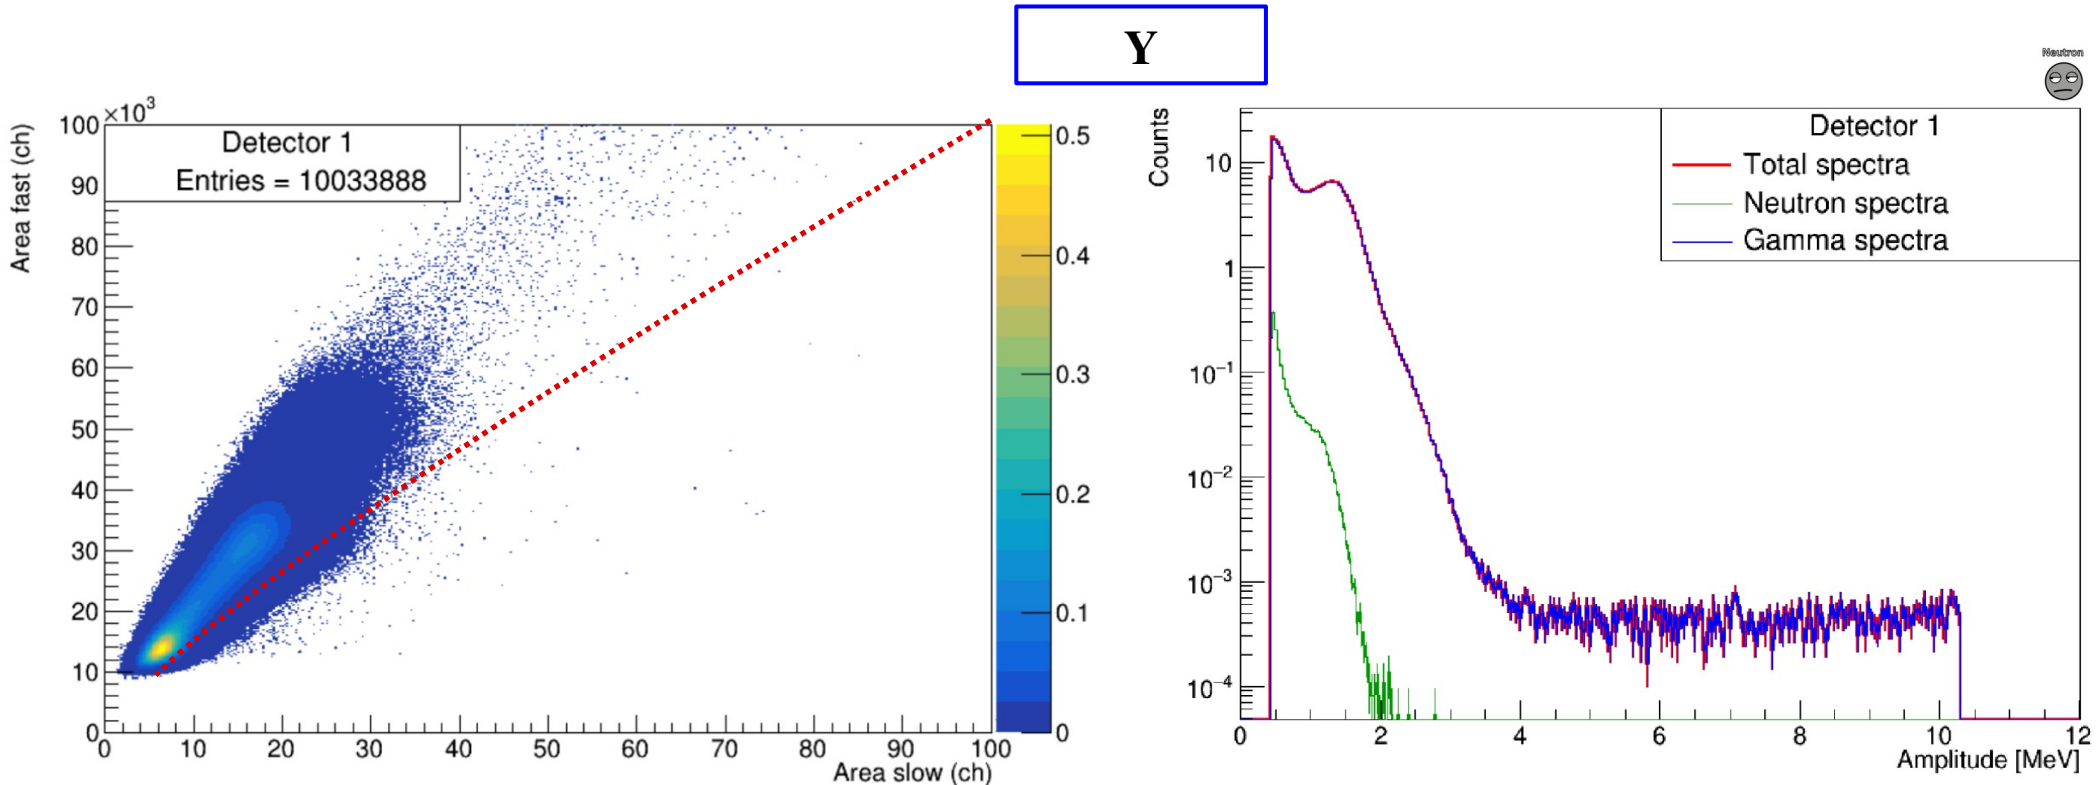 Y
Neutron
×10³
Detector 1
Entries = 10033888
Area fast (ch)
100
90
80
70
60
50
40
30
20
10
0
0 10 20 30 40 50 60 70 80 90 100
Area slow (ch)
0.5
0.4
0.3
0.2
0.1
0
Counts
Detector 1
Total spectra
Neutron spectra
Gamma spectra
10
1
10⁻¹
10⁻²
10⁻³
10⁻⁴
0 2 4 6 8 10 12
Amplitude [MeV]